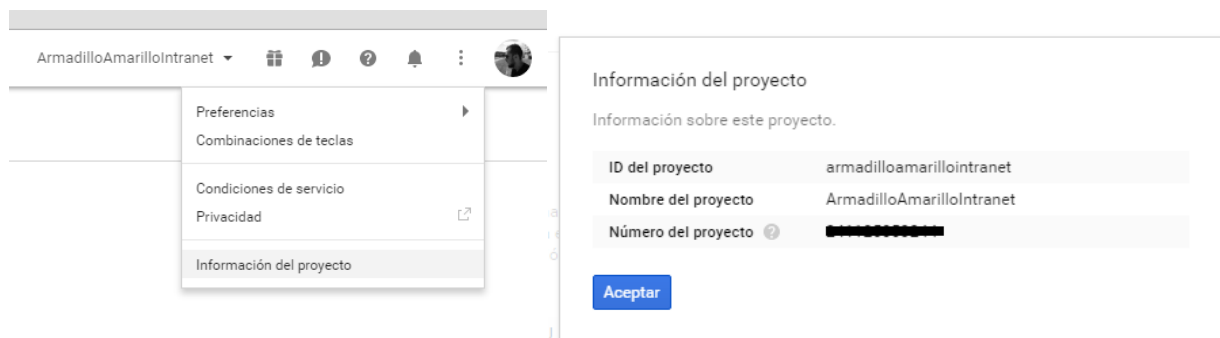 ArmadilloAmarilloIntranet
Preferencias
Combinaciones de teclas
Condiciones de servicio
Privacidad
Información del proyecto
Información del proyecto
Información sobre este proyecto.
ID del proyecto armadilloamarillointranet
Nombre del proyecto ArmadilloAmarilloIntranet
Número del proyecto
Aceptar